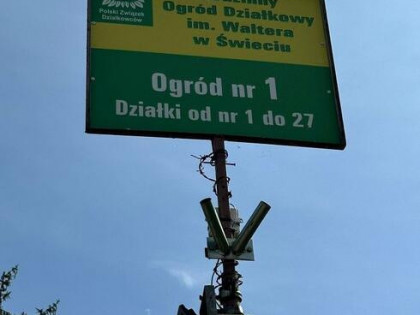 Polski Związek
Działkowców
Ogród Działkowy
im. Waltera
w Świeciu
Ogród nr 1
Działki od nr 1 do 27